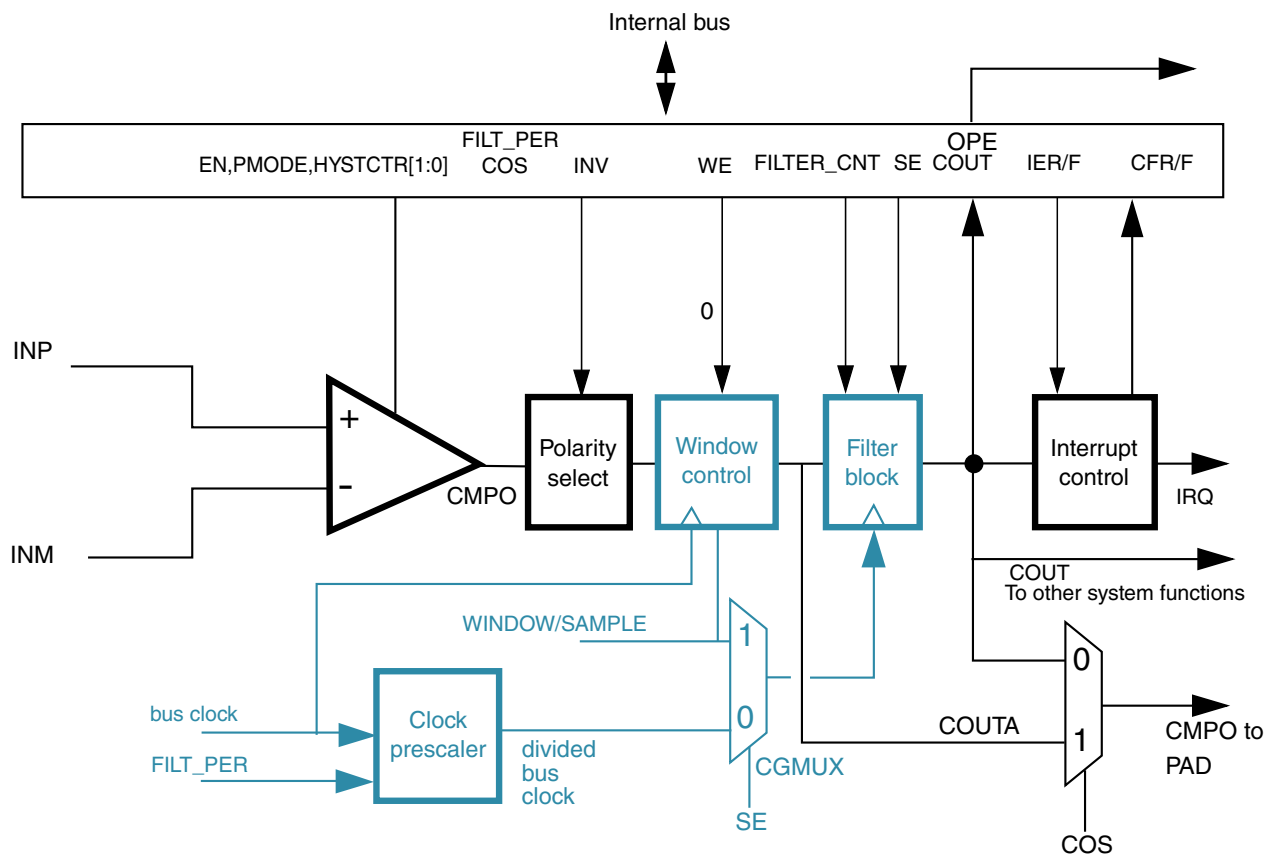 Internal bus
FILT_PER
OPE
EN,PMODE,HYSTCTR[1:0]
COS
INV
WE
FILTER_CNT
SE
COUT
IER/F
CFR/F
0
INP
+
-
INM
CMPO
Polarity
select
Window
control
Filter
block
Interrupt
control
IRQ
COUT
To other system functions
WINDOW/SAMPLE
1
0
bus clock
FILT_PER
Clock
prescaler
divided
bus
clock
CGMUX
SE
COUTA
0
1
CMPO to
PAD
COS